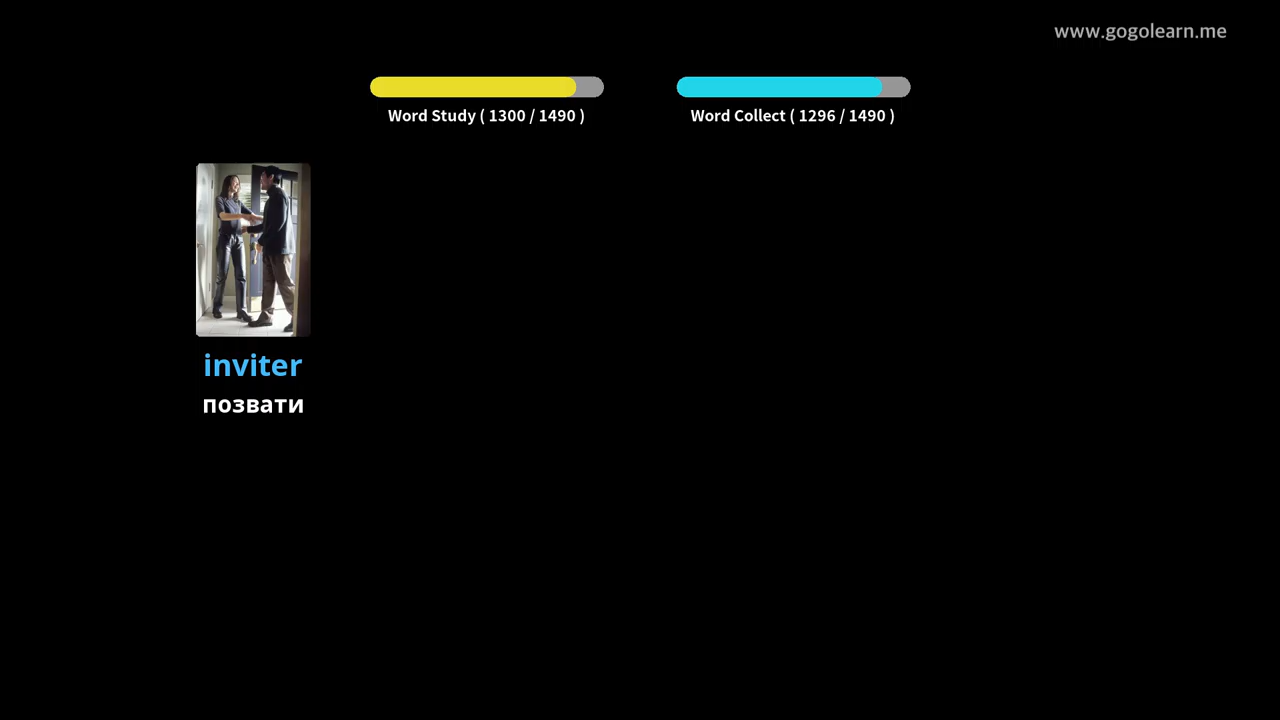 www.gogolearn.me
Word Study ( 1300 / 1490 )
Word Collect ( 1296 / 1490 )
inviter
позвати